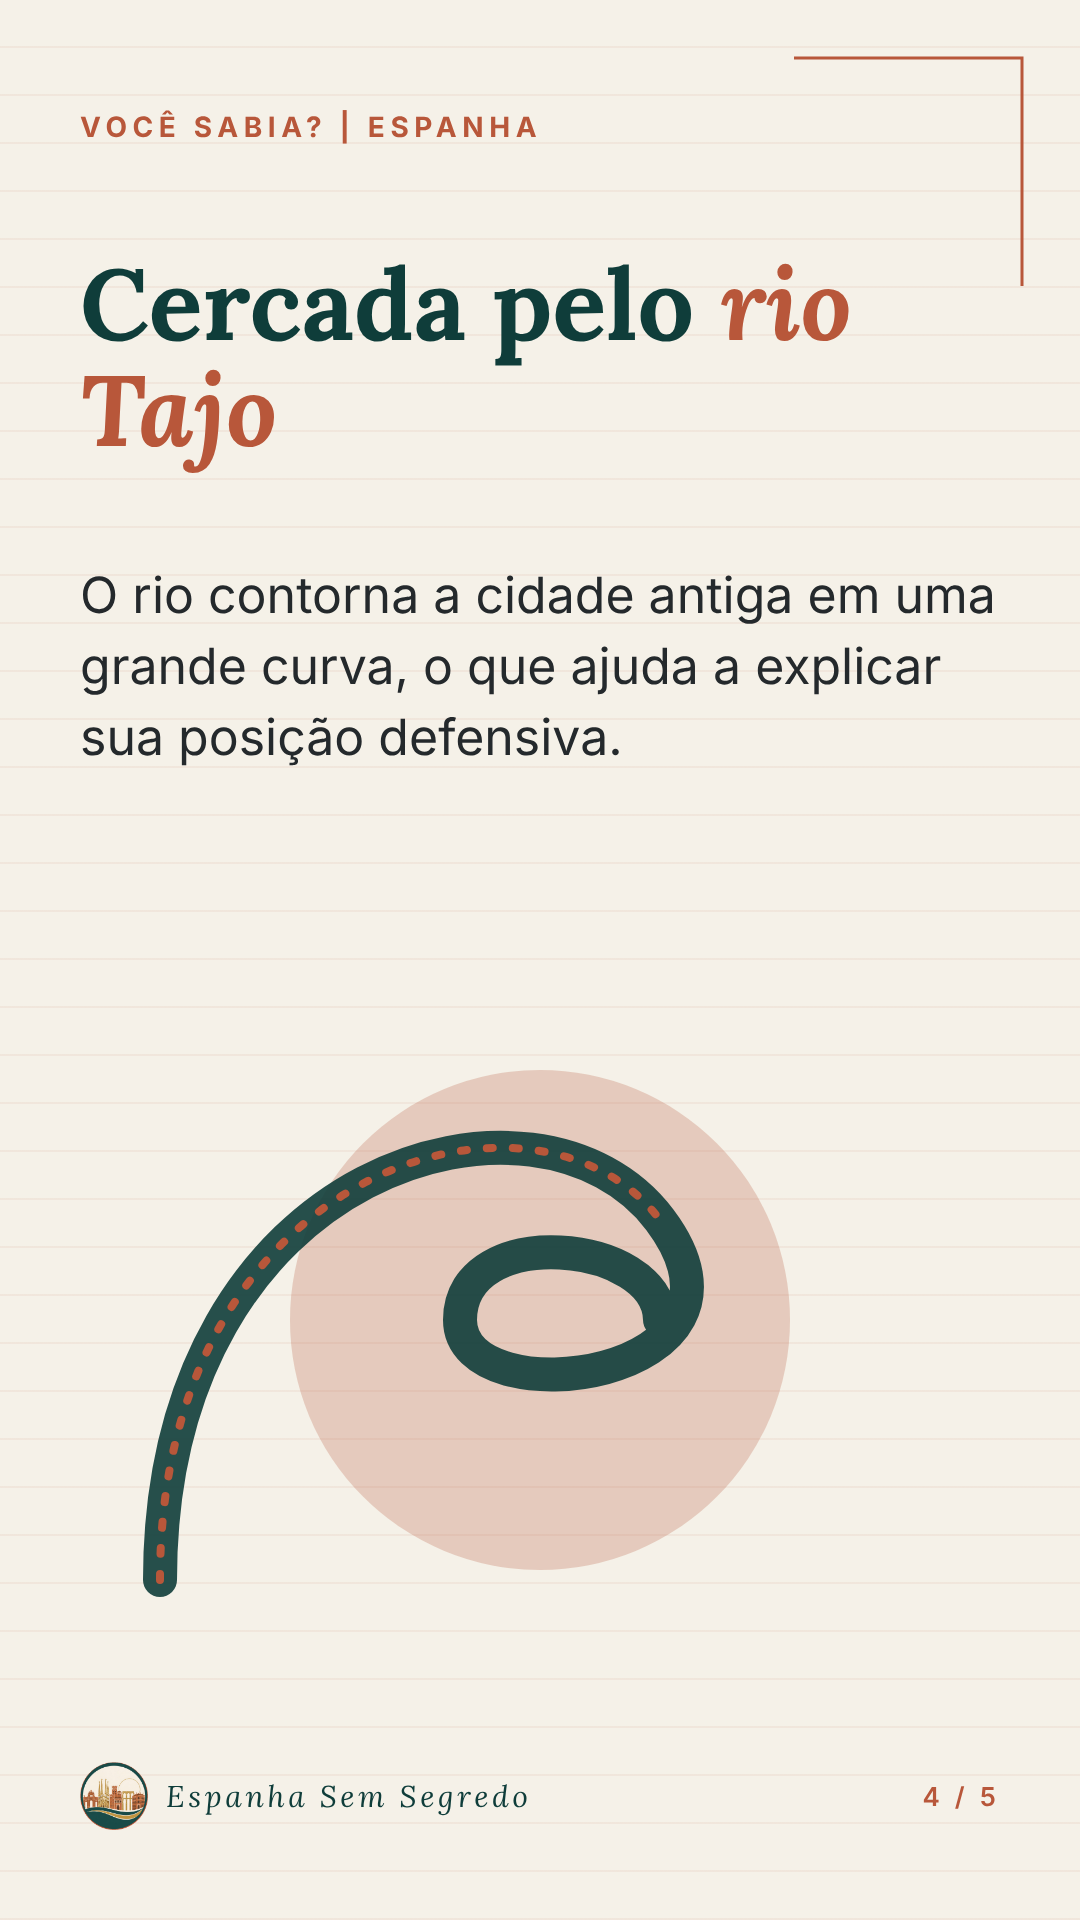 VOCÊ SABIA? | ESPANHA
Cercada pelo rio
Tajo
O rio contorna a cidade antiga em uma
grande curva, o que ajuda a explicar
sua posição defensiva.
Espanha Sem Segredo
4 / 5